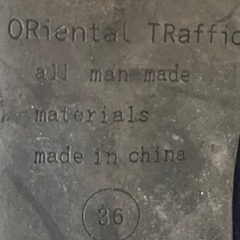 ORiental TRaffic
all man made
materials
made in china
36